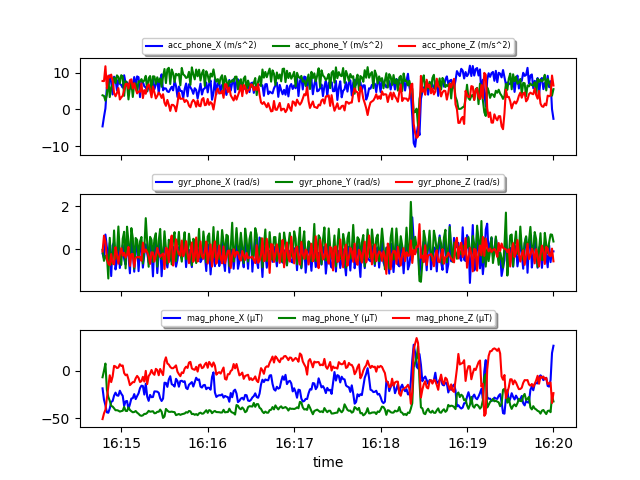 acc_phone_X (m/s^2) acc_phone_Y (m/s^2) acc_phone_Z (m/s^2)
10
0
−10
gyr_phone_X (rad/s) gyr_phone_Y (rad/s) gyr_phone_Z (rad/s)
2
0
mag_phone_X (μT) mag_phone_Y (μT) mag_phone_Z (μT)
0
−50
16:15 16:16 16:17 16:18 16:19 16:20
time